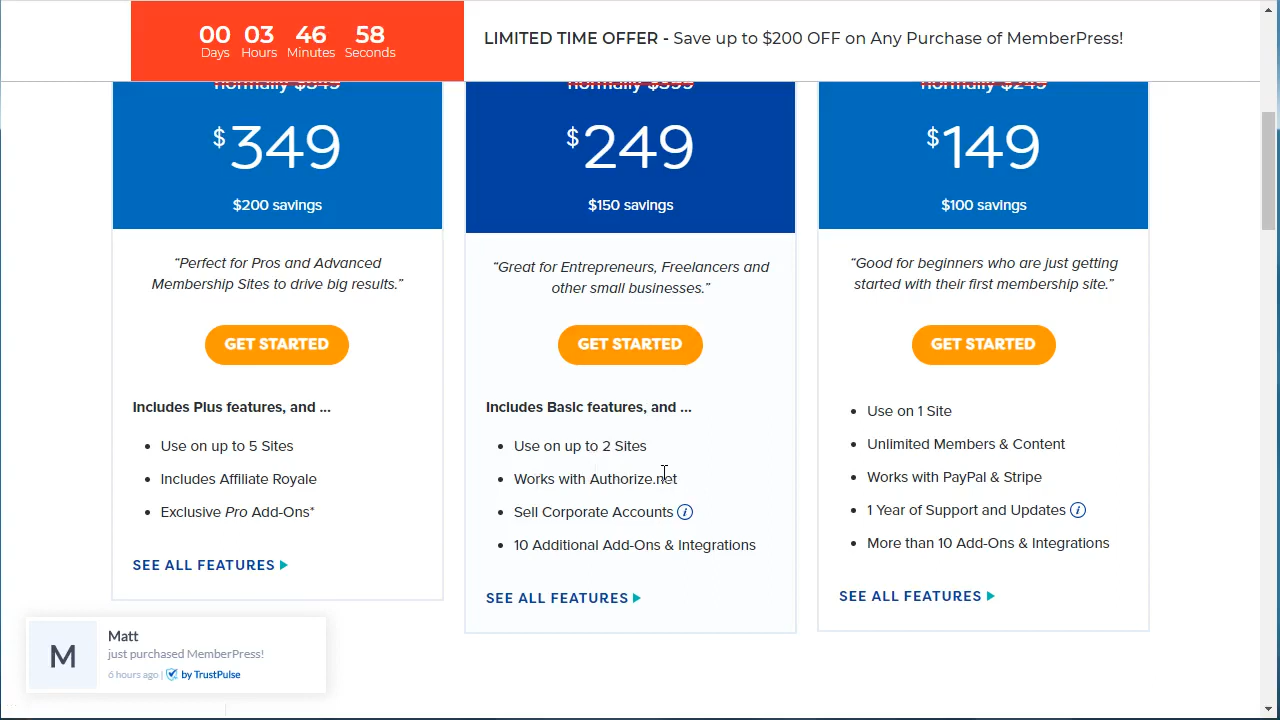 00 03 46 58
Days Hours Minutes Seconds
LIMITED TIME OFFER - Save up to $200 OFF on Any Purchase of MemberPress!
normally $549
$349
$200 savings
“Perfect for Pros and Advanced
Membership Sites to drive big results.”
GET STARTED
Includes Plus features, and ...
• Use on up to 5 Sites
• Includes Affiliate Royale
• Exclusive Pro Add-Ons*
SEE ALL FEATURES
normally $399
$249
$150 savings
“Great for Entrepreneurs, Freelancers and
other small businesses.”
GET STARTED
Includes Basic features, and ...
• Use on up to 2 Sites
• Works with Authorize.net
• Sell Corporate Accounts i
• 10 Additional Add-Ons & Integrations
SEE ALL FEATURES
normally $249
$149
$100 savings
“Good for beginners who are just getting
started with their first membership site.”
GET STARTED
• Use on 1 Site
• Unlimited Members & Content
• Works with PayPal & Stripe
• 1 Year of Support and Updates i
• More than 10 Add-Ons & Integrations
SEE ALL FEATURES
M
Matt
just purchased MemberPress!
6 hours ago | by TrustPulse